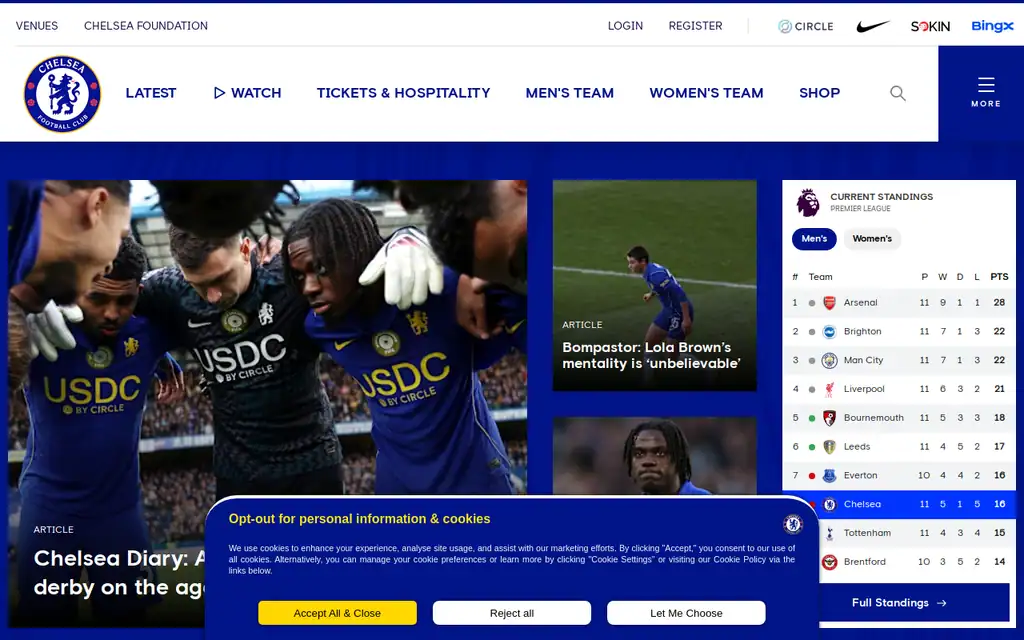 VENUES CHELSEA FOUNDATION LOGIN REGISTER CIRCLE SOKIN BingX
CHELSEA FOOTBALL CLUB
LATEST WATCH TICKETS & HOSPITALITY MEN'S TEAM WOMEN'S TEAM SHOP MORE
USDC BY CIRCLE
USDC BY CIRCLE
USDC BY CIRCLE
ARTICLE
Chelsea Diary:
derby on the
ARTICLE
Bompastor: Lola Brown’s
mentality is ‘unbelievable’
CURRENT STANDINGS
PREMIER LEAGUE
Men's Women's
# Team P W D L PTS
1 Arsenal 11 9 1 1 28
2 Brighton 11 7 1 3 22
3 Man City 11 7 1 3 22
4 Liverpool 11 6 3 2 21
5 Bournemouth 11 5 3 3 18
6 Leeds 11 4 5 2 17
7 Everton 10 4 4 2 16
Chelsea 11 5 1 5 16
Tottenham 11 4 3 4 15
Brentford 10 3 5 2 14
Full Standings
Opt-out for personal information & cookies
We use cookies to enhance your experience, analyse site usage, and assist with our marketing efforts. By clicking "Accept," you consent to our use of
all cookies. Alternatively, you can manage your cookie preferences or learn more by clicking "Cookie Settings" or visiting our Cookie Policy via the
links below.
Accept All & Close Reject all Let Me Choose